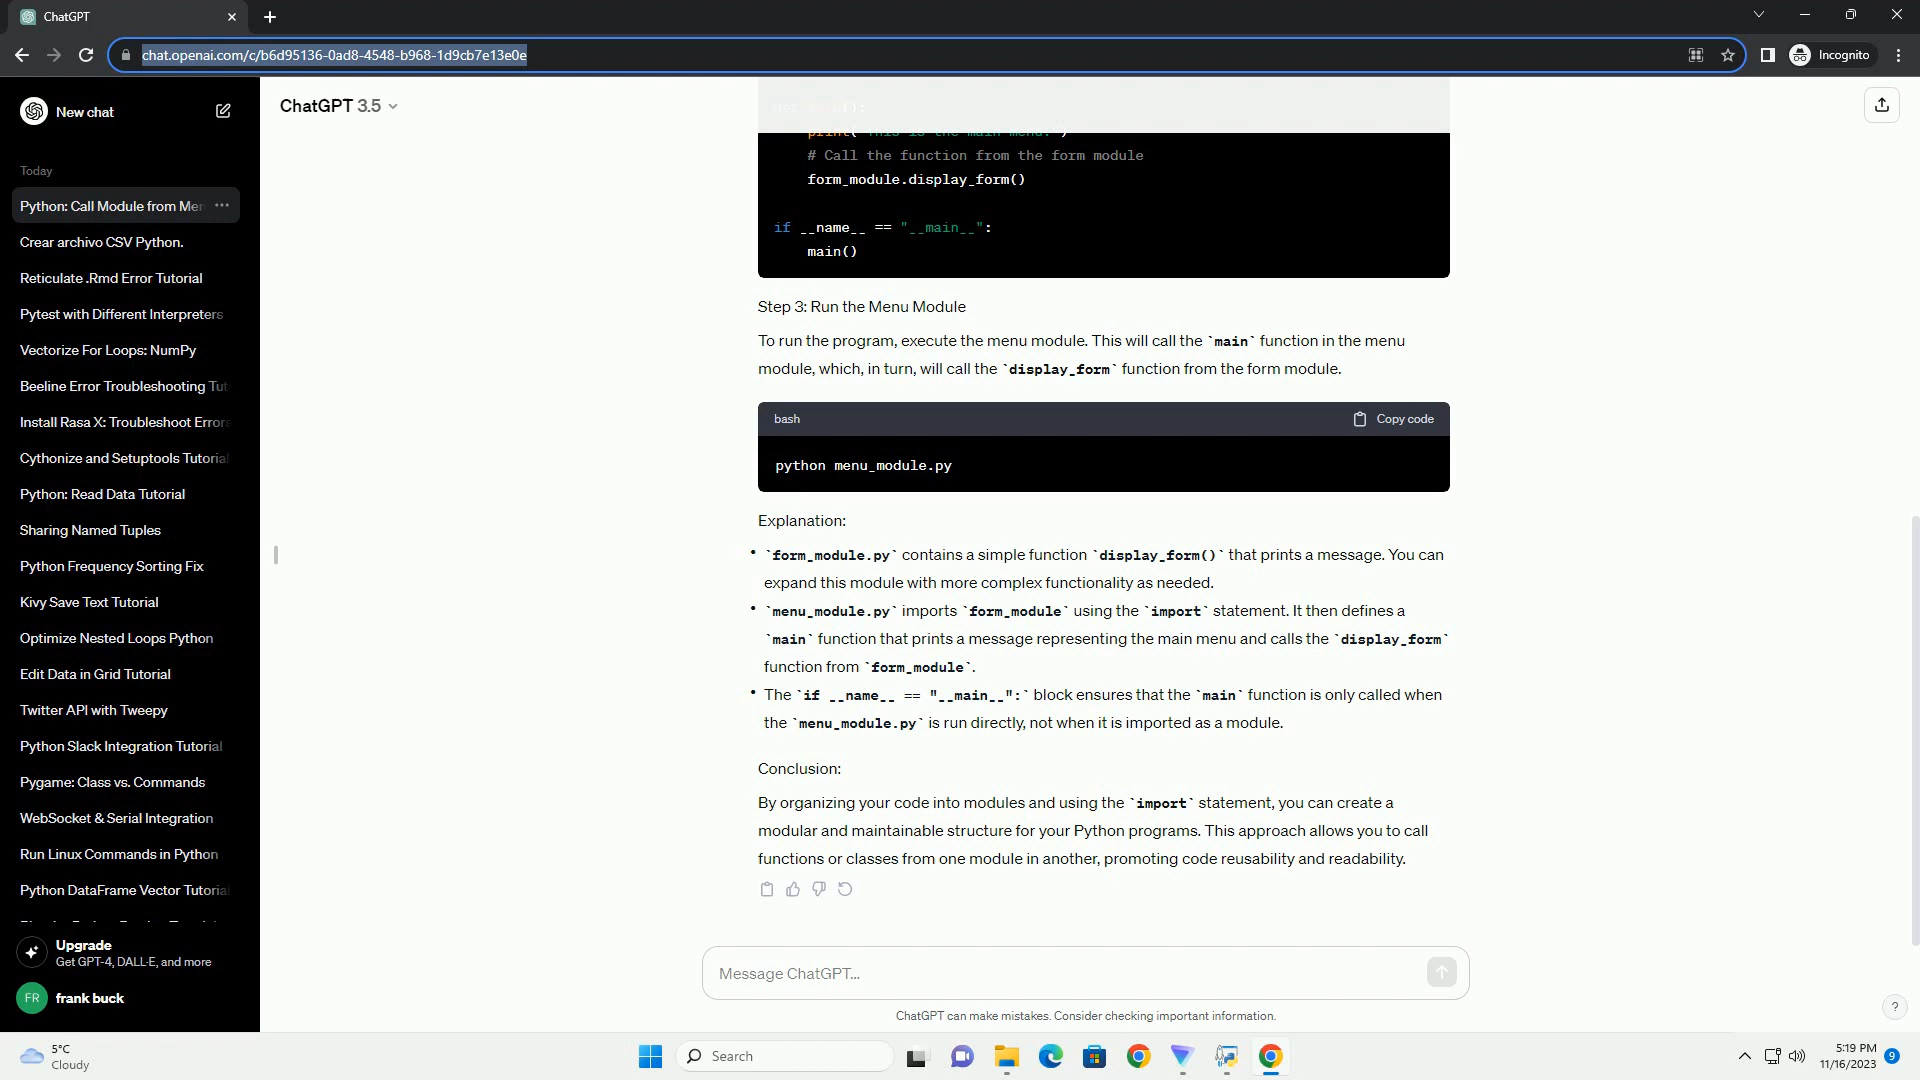 ChatGPT
chat.openai.com/c/b6d95136-0ad8-4548-b968-1d9cb7e13e0e
Incognito
New chat
ChatGPT 3.5
Today
Python: Call Module from Men
Crear archivo CSV Python.
Reticulate .Rmd Error Tutorial
Pytest with Different Interpreters
Vectorize For Loops: NumPy
Beeline Error Troubleshooting Tut
Install Rasa X: Troubleshoot Errors
Cythonize and Setuptools Tutorial
Python: Read Data Tutorial
Sharing Named Tuples
Python Frequency Sorting Fix
Kivy Save Text Tutorial
Optimize Nested Loops Python
Edit Data in Grid Tutorial
Twitter API with Tweepy
Python Slack Integration Tutorial
Pygame: Class vs. Commands
WebSocket & Serial Integration
Run Linux Commands in Python
Python DataFrame Vector Tutorial
Upgrade
Get GPT-4, DALL·E, and more
FR frank buck
print("This is the main menu.")
# Call the function from the form module
form_module.display_form()
if __name__ == "__main__":
main()
Step 3: Run the Menu Module
To run the program, execute the menu module. This will call the `main` function in the menu
module, which, in turn, will call the `display_form` function from the form module.
bash
Copy code
python menu_module.py
Explanation:
• `form_module.py` contains a simple function `display_form()` that prints a message. You can
expand this module with more complex functionality as needed.
• `menu_module.py` imports `form_module` using the `import` statement. It then defines a
`main` function that prints a message representing the main menu and calls the `display_form`
function from `form_module`.
• The `if __name__ == "__main__":` block ensures that the `main` function is only called when
the `menu_module.py` is run directly, not when it is imported as a module.
Conclusion:
By organizing your code into modules and using the `import` statement, you can create a
modular and maintainable structure for your Python programs. This approach allows you to call
functions or classes from one module in another, promoting code reusability and readability.
Message ChatGPT...
ChatGPT can make mistakes. Consider checking important information.
?
5°C
Cloudy
Search
5:19 PM
11/16/2023
9